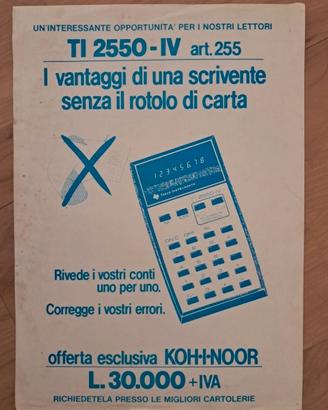 UN'INTERESSANTE OPPORTUNITA' PER I NOSTRI LETTORI
TI 2550-IV art. 255
I vantaggi di una scrivente
senza il rotolo di carta
12345678
Texas Instruments
Rivede i vostri conti
uno per uno.
Corregge i vostri errori.
offerta esclusiva KOH-I-NOOR
L. 30.000 + IVA
RICHIEDETELA PRESSO LE MIGLIORI CARTOLERIE